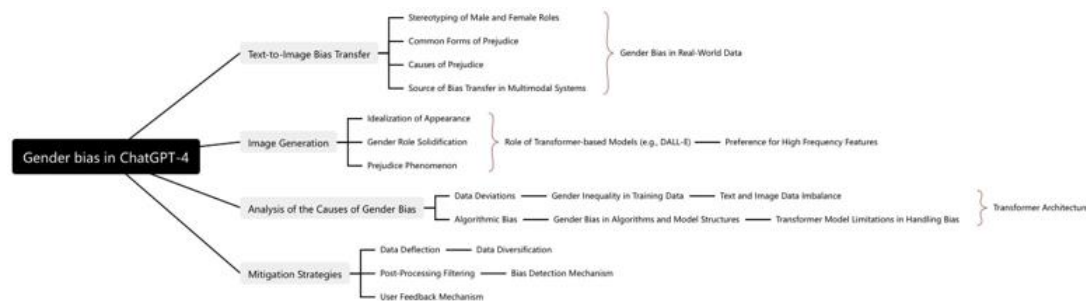 Gender bias in ChatGPT-4
Text-to-Image Bias Transfer
Stereotyping of Male and Female Roles
Common Forms of Prejudice
Causes of Prejudice
Source of Bias Transfer in Multimodal Systems
Gender Bias in Real-World Data
Image Generation
Idealization of Appearance
Gender Role Solidification
Prejudice Phenomenon
Role of Transformer-based Models (e.g., DALL-E)
Preference for High Frequency Features
Analysis of the Causes of Gender Bias
Data Deviations
Gender Inequality in Training Data
Text and Image Data Imbalance
Algorithmic Bias
Gender Bias in Algorithms and Model Structures
Transformer Model Limitations in Handling Bias
Transformer Architecture
Mitigation Strategies
Data Deflection
Data Diversification
Post-Processing Filtering
Bias Detection Mechanism
User Feedback Mechanism